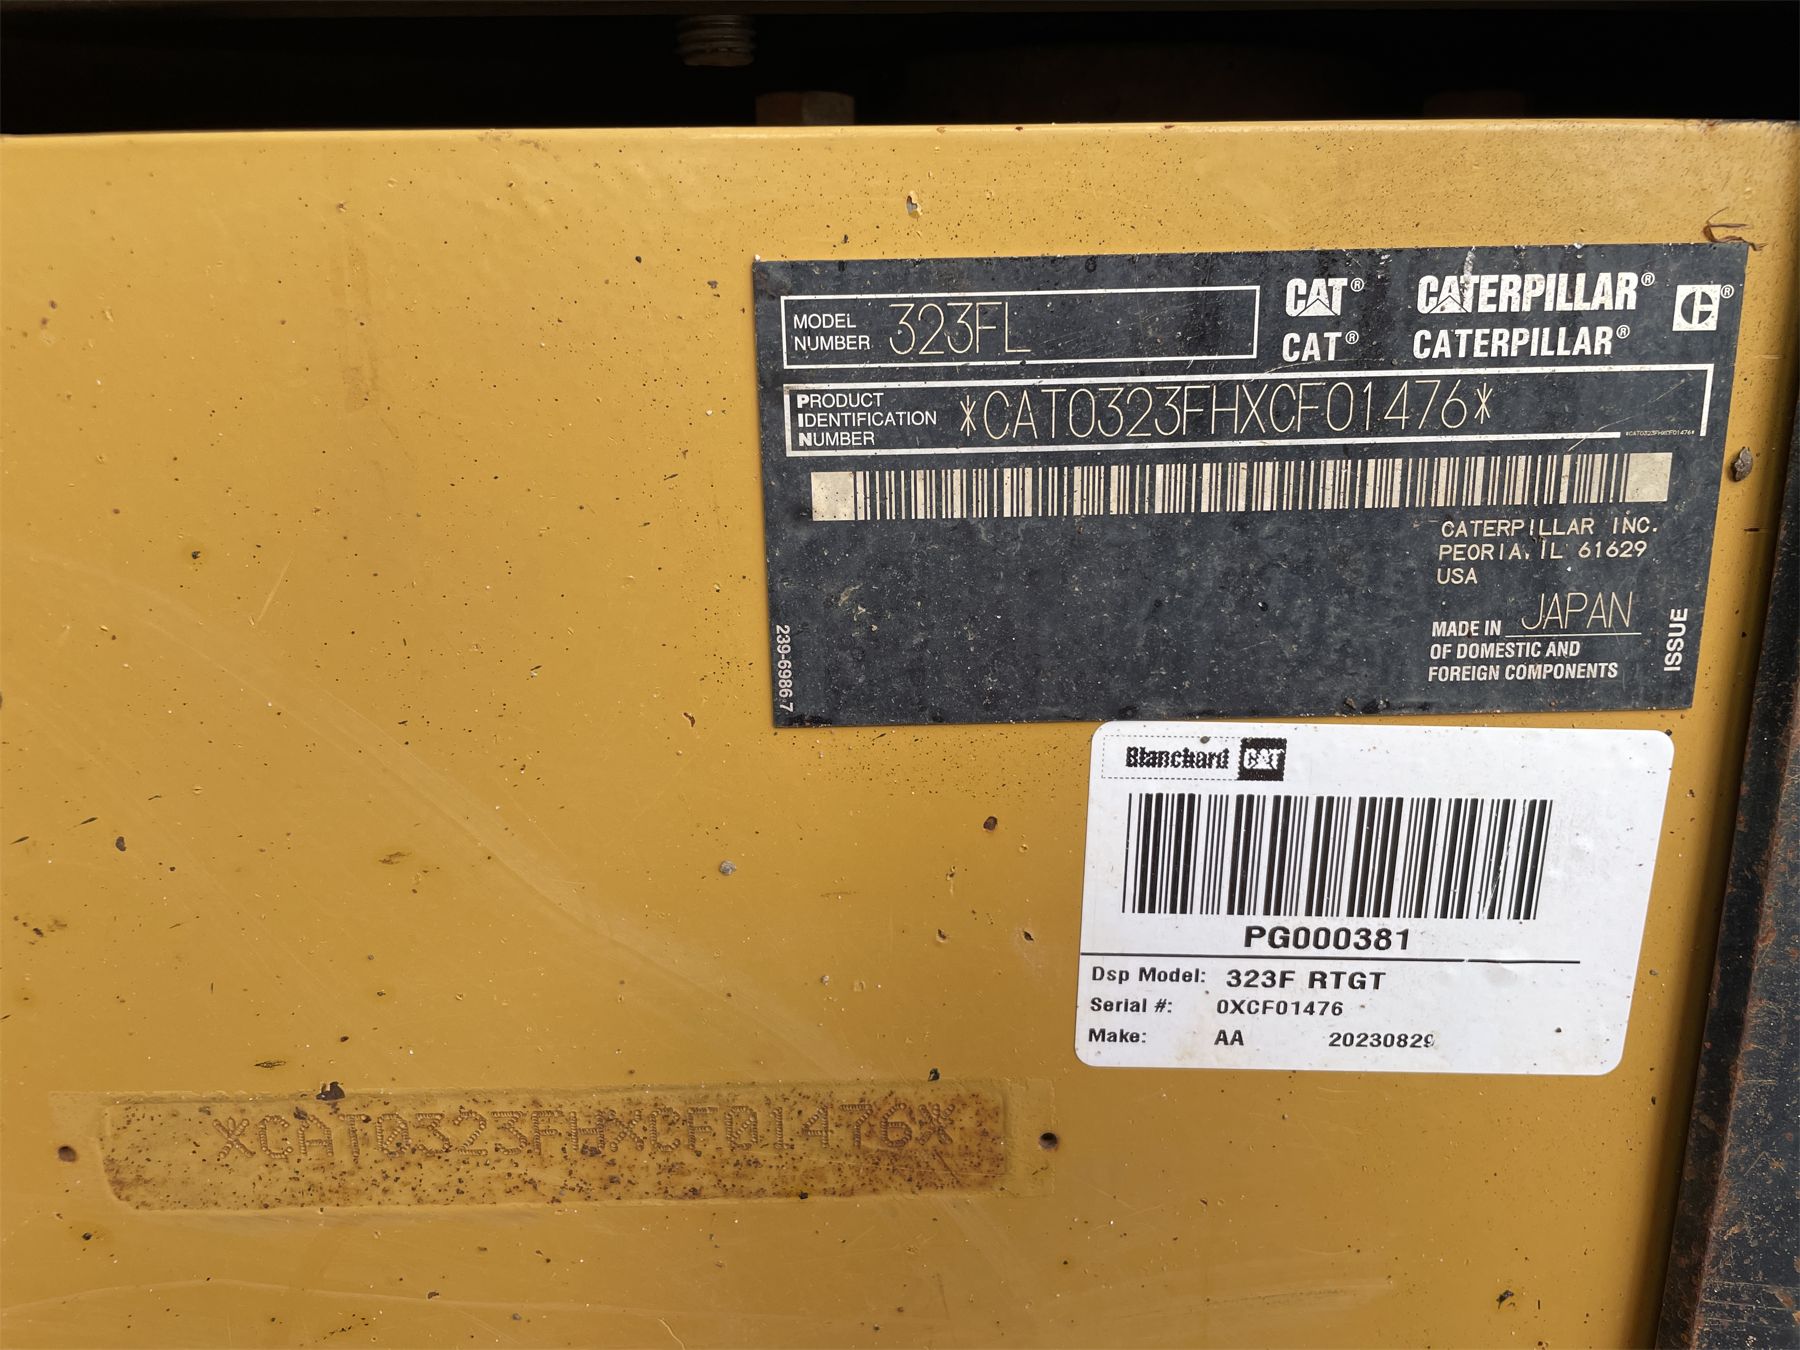 MODEL NUMBER 323FL
CAT® CATERPILLAR® C®
CAT® CATERPILLAR®
PRODUCT IDENTIFICATION NUMBER *CAT0323FHXCF01476*
*CAT0323FHXCF01476*
CATERPILLAR INC.
PEORIA, IL 61629
USA
MADE IN JAPAN
OF DOMESTIC AND
FOREIGN COMPONENTS
ISSUE
239-6986 7
Blanchard CAT
PG000381
Dsp Model: 323F RTGT
Serial #: 0XCF01476
Make: AA 20230829
*CAT0323FHXCF01476*